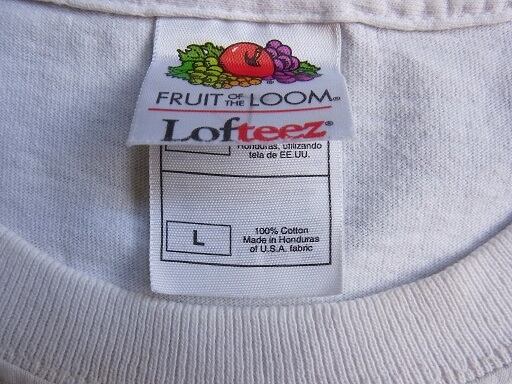 FRUIT OF THE LOOM®
Lofteez®
Honduras, utilizando
tela de EE.UU.
L
100% Cotton
Made in Honduras
of U.S.A. fabric